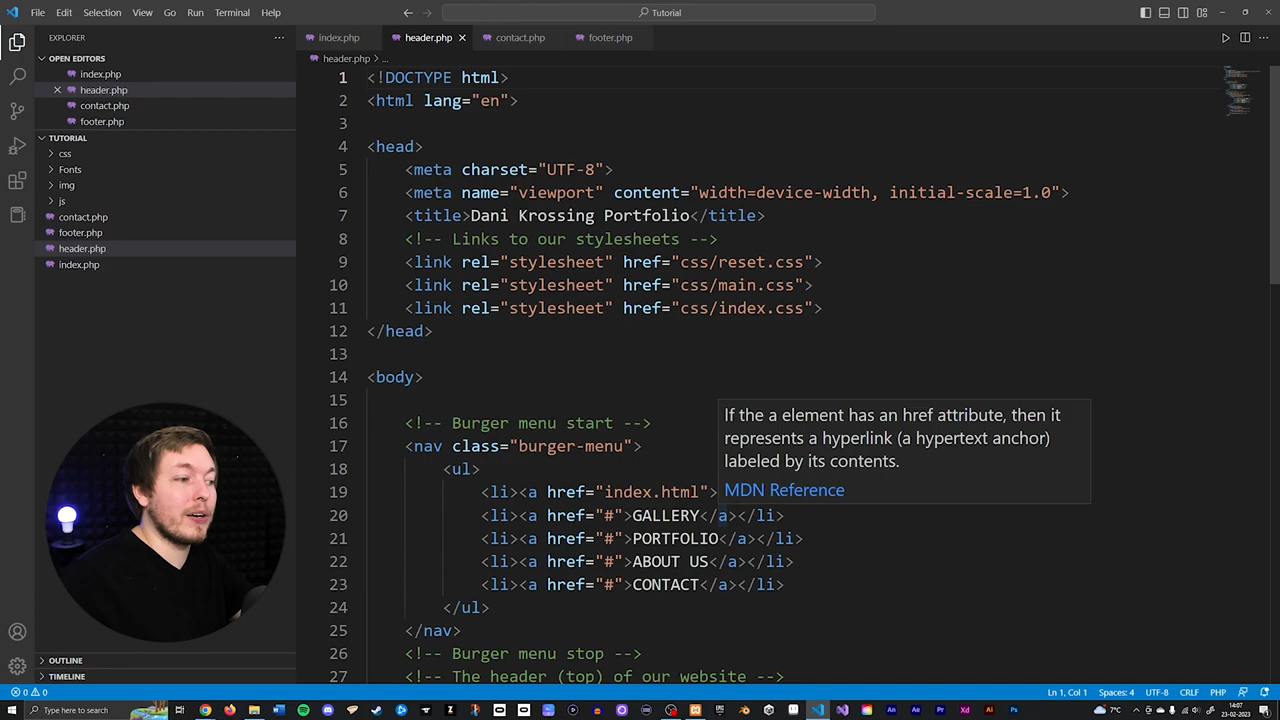 File Edit Selection View Go Run Terminal Help
Tutorial
EXPLORER
OPEN EDITORS
index.php
header.php
contact.php
footer.php
TUTORIAL
css
Fonts
img
js
contact.php
footer.php
header.php
index.php
OUTLINE
TIMELINE
index.php header.php contact.php footer.php
header.php > ...
1 <!DOCTYPE html>
2 <html lang="en">
3
4 <head>
5 <meta charset="UTF-8">
6 <meta name="viewport" content="width=device-width, initial-scale=1.0">
7 <title>Dani Krossing Portfolio</title>
8 <!-- Links to our stylesheets -->
9 <link rel="stylesheet" href="css/reset.css">
10 <link rel="stylesheet" href="css/main.css">
11 <link rel="stylesheet" href="css/index.css">
12 </head>
13
14 <body>
15
16 <!-- Burger menu start -->
17 <nav class="burger-menu">
18 <ul>
19 <li><a href="index.html">
20 <li><a href="#">GALLERY</a></li>
21 <li><a href="#">PORTFOLIO</a></li>
22 <li><a href="#">ABOUT US</a></li>
23 <li><a href="#">CONTACT</a></li>
24 </ul>
25 </nav>
26 <!-- Burger menu stop -->
27 <!-- The header (top) of our website -->
If the a element has an href attribute, then it
represents a hyperlink (a hypertext anchor)
labeled by its contents.
MDN Reference
0 0
Ln 1, Col 1 Spaces: 4 UTF-8 CRLF PHP
Type here to search
7°C
14:07
23-02-2023